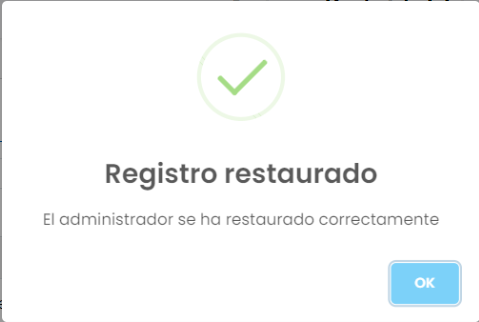 Registro restaurado
El administrador se ha restaurado correctamente
OK